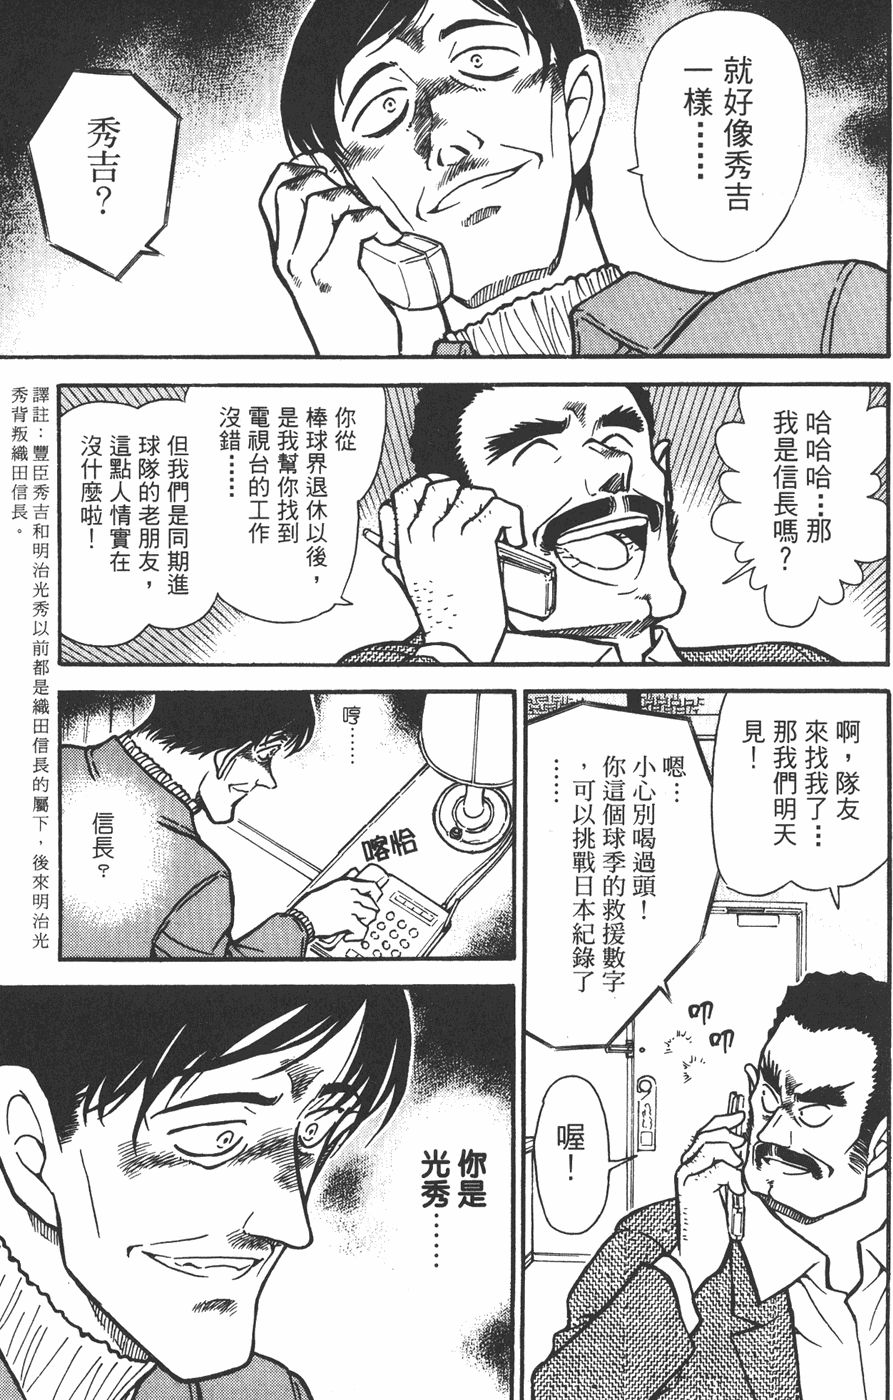 就好像秀吉
一樣……
秀吉？
哈哈哈…那
我是信長嗎？
你從
棒球界退休以後，
是我幫你找到
電視台的工作
沒錯……
但我們是同期進
球隊的老朋友，
這點人情實在
沒什麼啦！
譯註：豐臣秀吉和明治光秀以前都是織田信長的屬下，後來明治光
秀背叛織田信長。
啊，隊友
來找我了…
那我們明天
見！
嗯…
小心別喝過頭！
你這個球季的救援數字
，可以挑戰日本紀錄了
……
叩
叩
喔！
哼……
喀恰
信長？
你是
光秀……